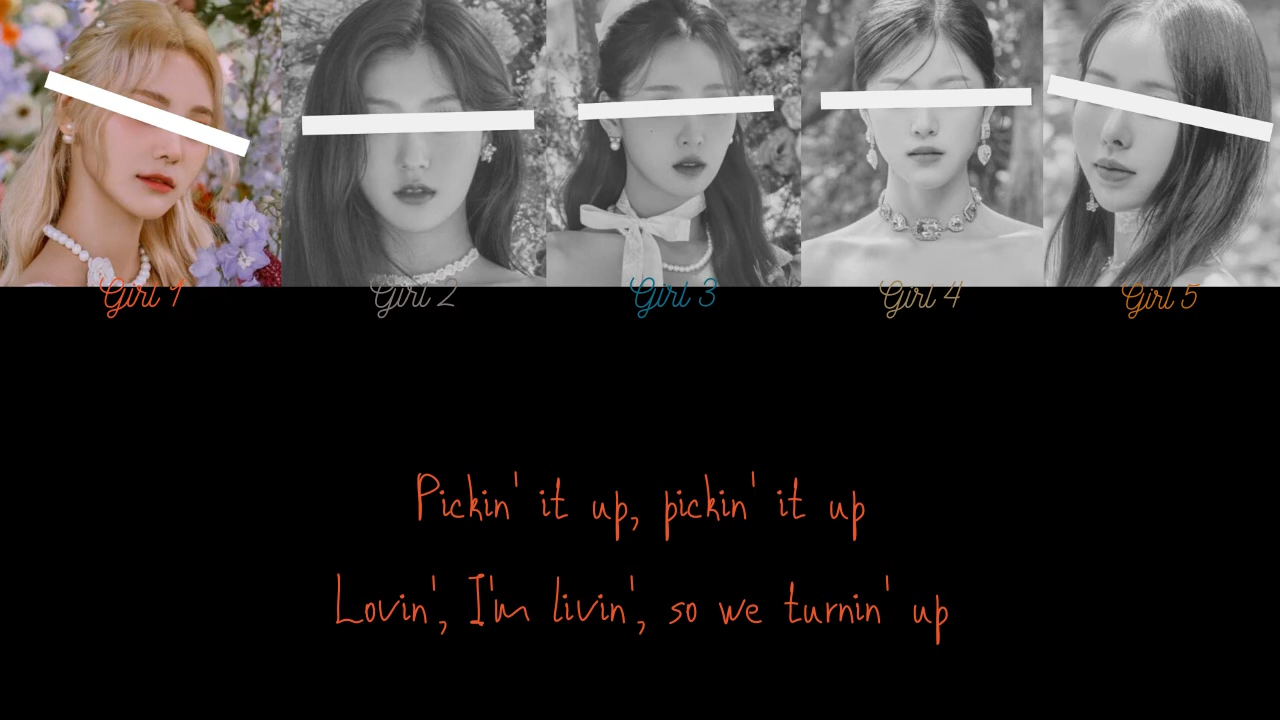 Girl 1 Girl 2 Girl 3 Girl 4 Girl 5
Pickin' it up, pickin' it up
Lovin', I'm livin', so we turnin' up